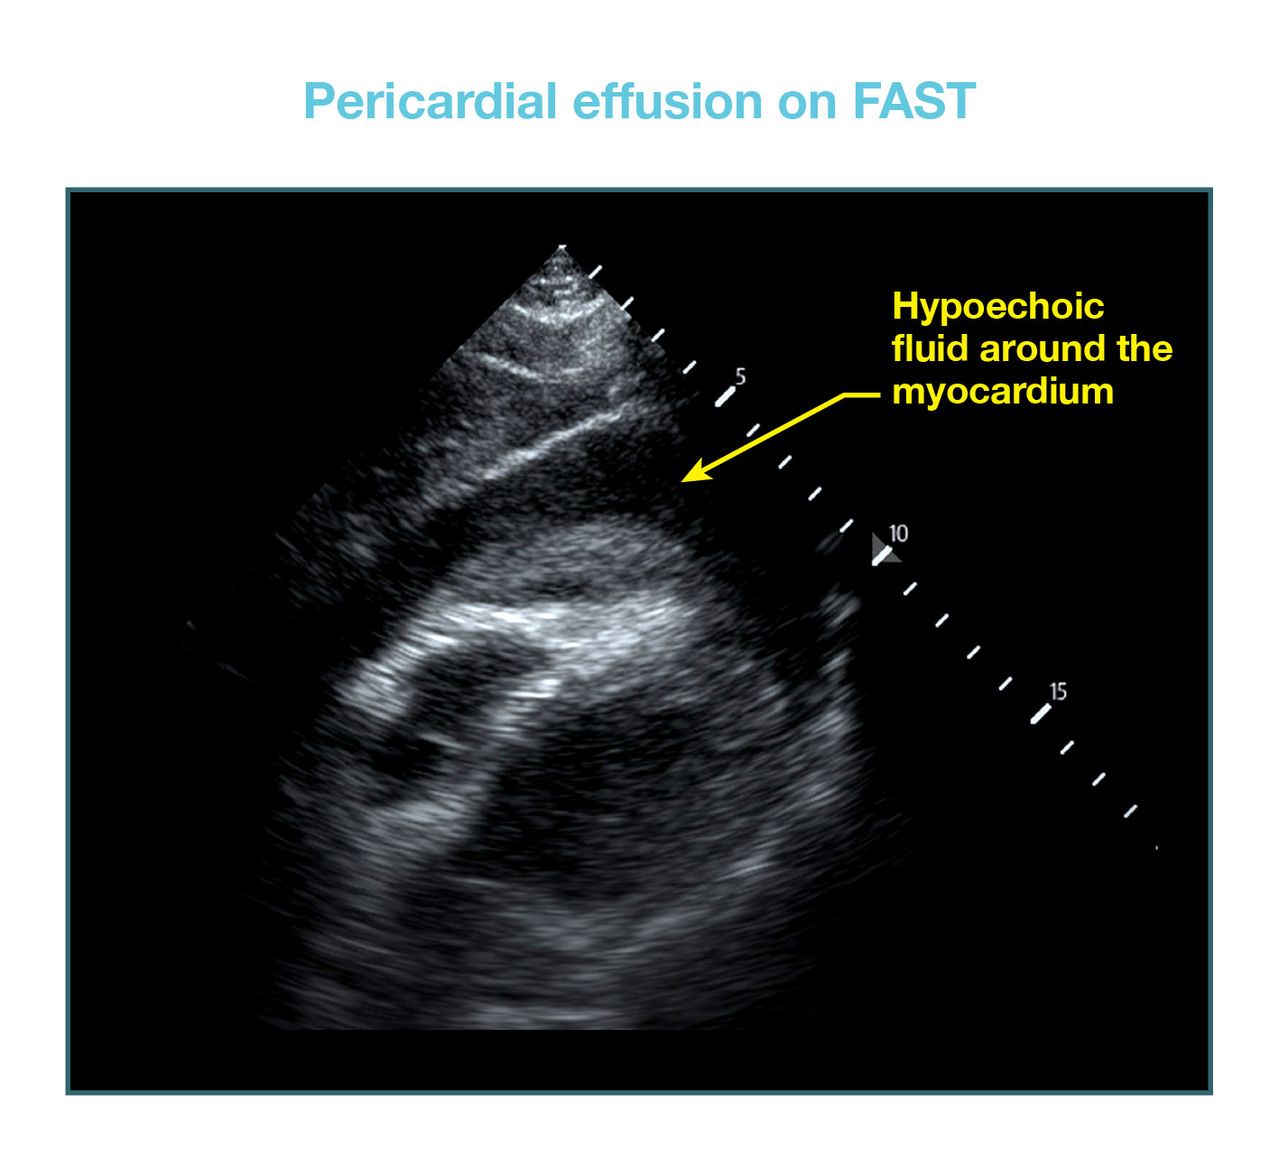 Pericardial effusion on FAST
Hypoechoic
fluid around the
myocardium
5
10
15